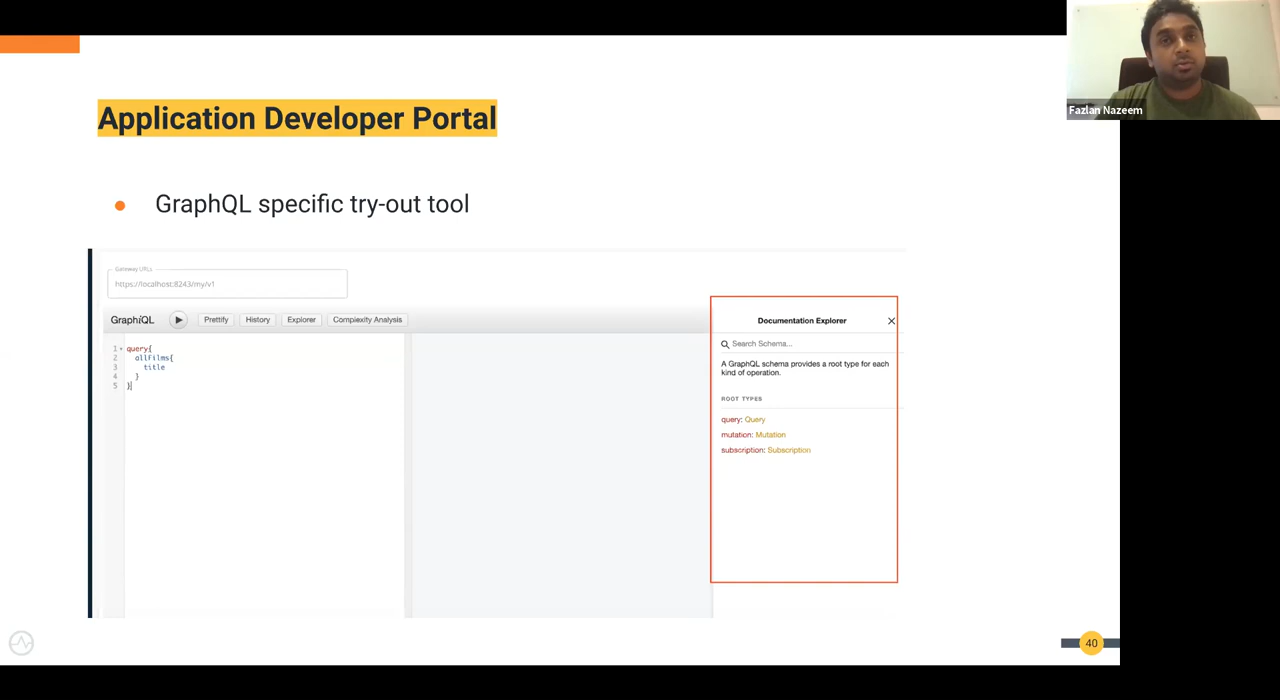 Fazlan Nazeem
Application Developer Portal
GraphQL specific try-out tool
Gateway URLs
https://localhost:8243/my/v1
GraphiQL
Prettify
History
Explorer
Complexity Analysis
1 query{
2 allFilms{
3 title
4 }
5 }
Documentation Explorer
Search Schema...
A GraphQL schema provides a root type for each
kind of operation.
ROOT TYPES
query: Query
mutation: Mutation
subscription: Subscription
40